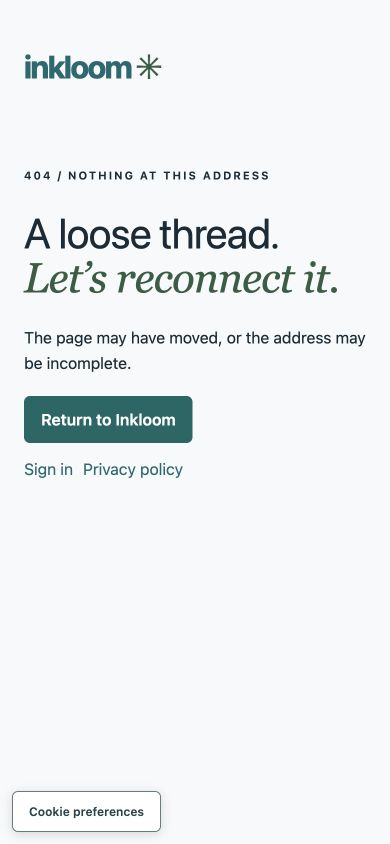 inkloom
404 / NOTHING AT THIS ADDRESS
A loose thread.
Let’s reconnect it.
The page may have moved, or the address may
be incomplete.
Return to Inkloom
Sign in Privacy policy
Cookie preferences